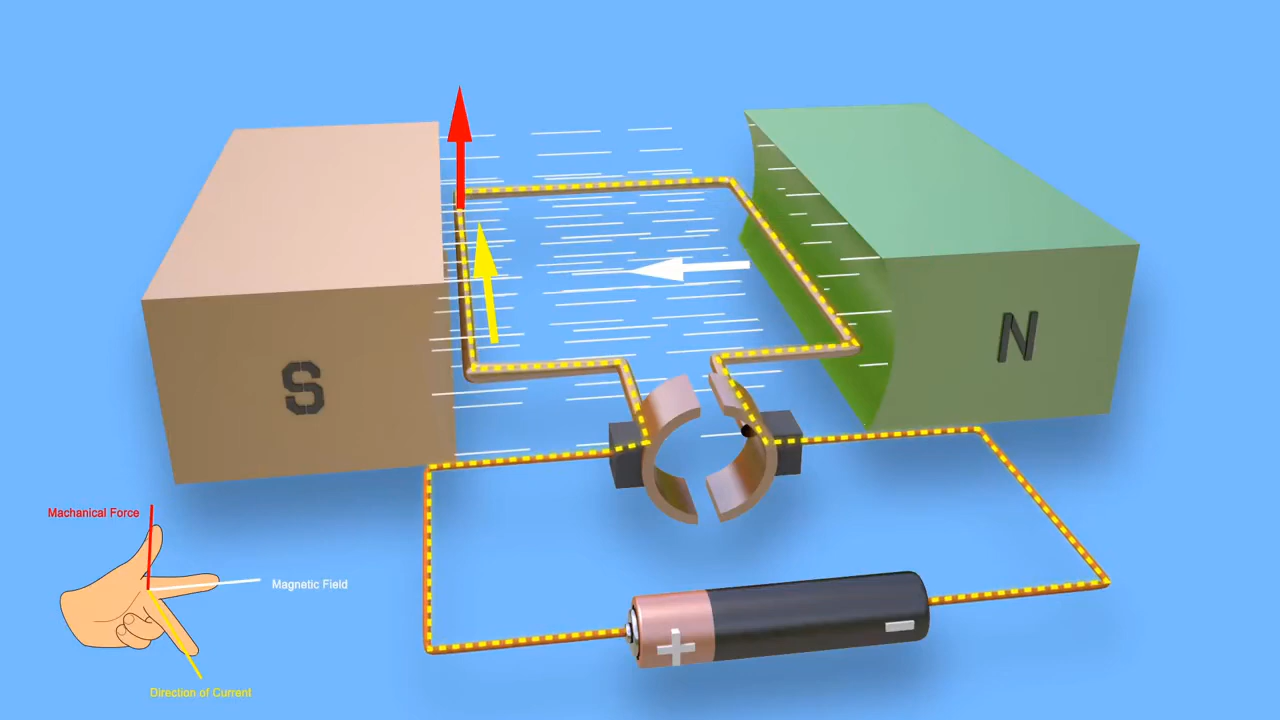 N
S
Machanical Force
Magnetic Field
+
−
Direction of Current